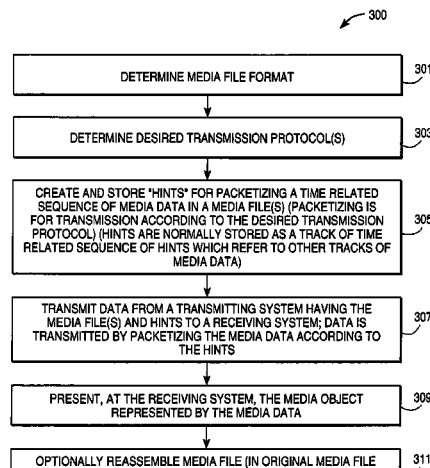 300
DETERMINE MEDIA FILE FORMAT
301
DETERMINE DESIRED TRANSMISSION PROTOCOL(S)
303
CREATE AND STORE "HINTS" FOR PACKETIZING A TIME RELATED
SEQUENCE OF MEDIA DATA IN A MEDIA FILE(S) (PACKETIZING IS
FOR TRANSMISSION ACCORDING TO THE DESIRED TRANSMISSION
PROTOCOL) (HINTS ARE NORMALLY STORED AS A TRACK OF TIME
RELATED SEQUENCE OF HINTS WHICH REFER TO OTHER TRACKS OF
MEDIA DATA)
305
TRANSMIT DATA FROM A TRANSMITTING SYSTEM HAVING THE
MEDIA FILE(S) AND HINTS TO A RECEIVING SYSTEM; DATA IS
TRANSMITTED BY PACKETIZING THE MEDIA DATA ACCORDING TO
THE HINTS
307
PRESENT, AT THE RECEIVING SYSTEM, THE MEDIA OBJECT
REPRESENTED BY THE MEDIA DATA
309
OPTIONALLY REASSEMBLE MEDIA FILE (IN ORIGINAL MEDIA FILE
311